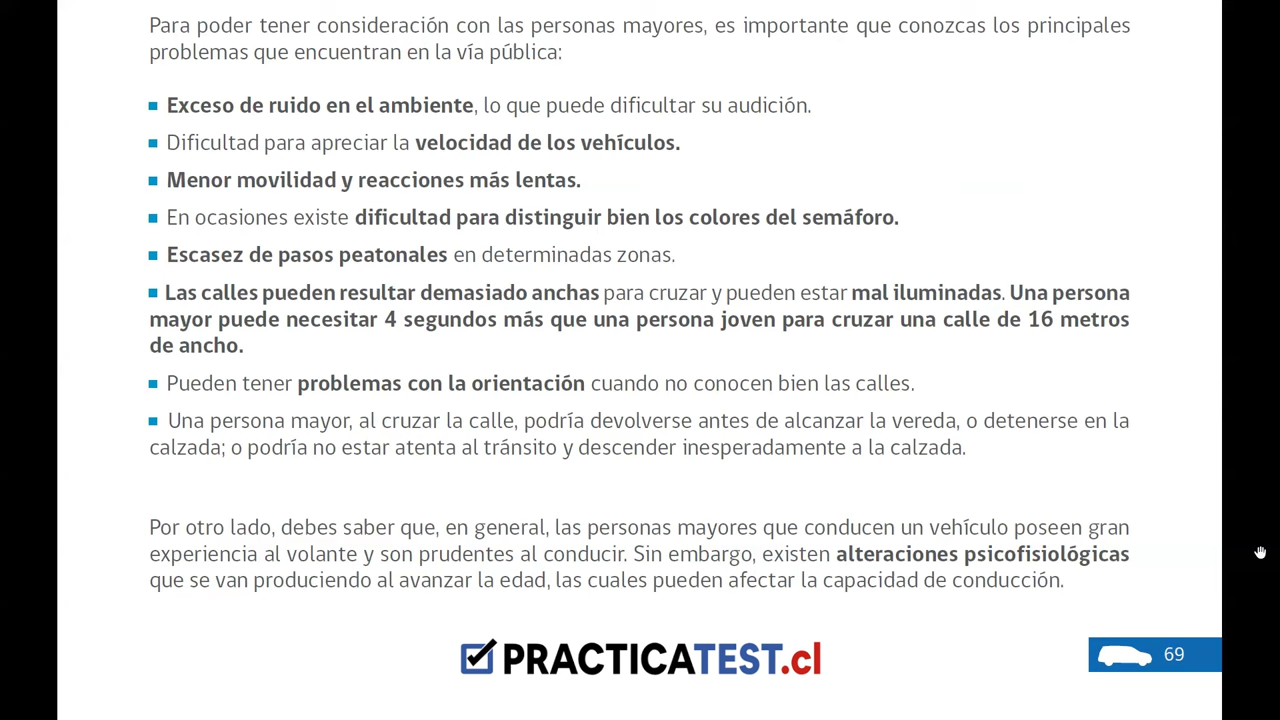 Para poder tener consideración con las personas mayores, es importante que conozcas los principales
problemas que encuentran en la vía pública:
▪ Exceso de ruido en el ambiente, lo que puede dificultar su audición.
▪ Dificultad para apreciar la velocidad de los vehículos.
▪ Menor movilidad y reacciones más lentas.
▪ En ocasiones existe dificultad para distinguir bien los colores del semáforo.
▪ Escasez de pasos peatonales en determinadas zonas.
▪ Las calles pueden resultar demasiado anchas para cruzar y pueden estar mal iluminadas. Una persona
mayor puede necesitar 4 segundos más que una persona joven para cruzar una calle de 16 metros
de ancho.
▪ Pueden tener problemas con la orientación cuando no conocen bien las calles.
▪ Una persona mayor, al cruzar la calle, podría devolverse antes de alcanzar la vereda, o detenerse en la
calzada; o podría no estar atenta al tránsito y descender inesperadamente a la calzada.
Por otro lado, debes saber que, en general, las personas mayores que conducen un vehículo poseen gran
experiencia al volante y son prudentes al conducir. Sin embargo, existen alteraciones psicofisiológicas
que se van produciendo al avanzar la edad, las cuales pueden afectar la capacidad de conducción.
PRACTICATEST.cl
69